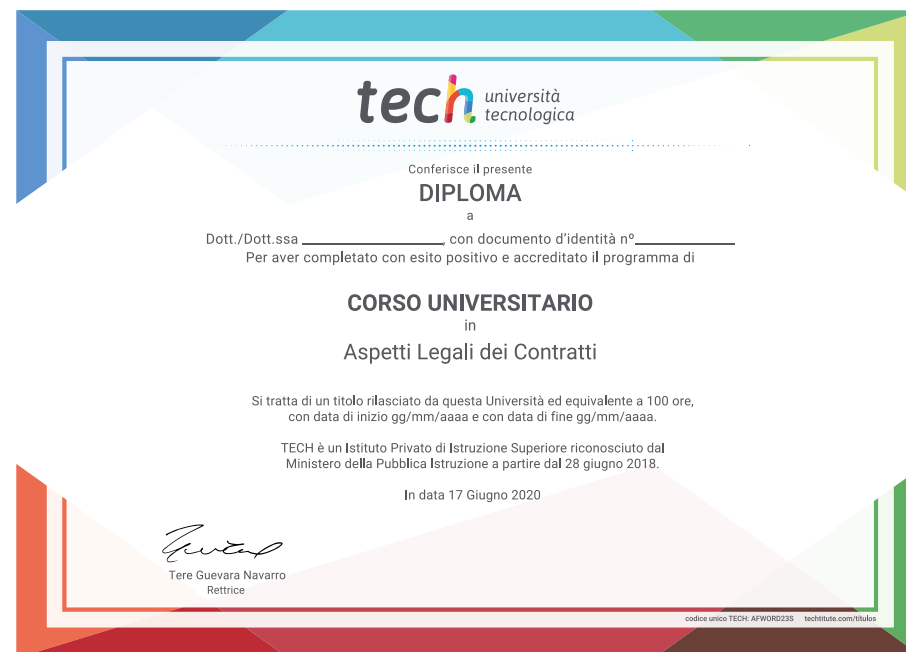 tech università
tecnologica
Conferisce il presente
DIPLOMA
a
Dott./Dott.ssa ____________________, con documento d'identità nº______________
Per aver completato con esito positivo e accreditato il programma di
CORSO UNIVERSITARIO
in
Aspetti Legali dei Contratti
Si tratta di un titolo rilasciato da questa Università ed equivalente a 100 ore,
con data di inizio gg/mm/aaaa e con data di fine gg/mm/aaaa.
TECH è un Istituto Privato di Istruzione Superiore riconosciuto dal
Ministero della Pubblica Istruzione a partire dal 28 giugno 2018.
In data 17 Giugno 2020
Tere Guevara Navarro
Rettrice
codice unico TECH: AFWORD23S techtitute.com/títulos